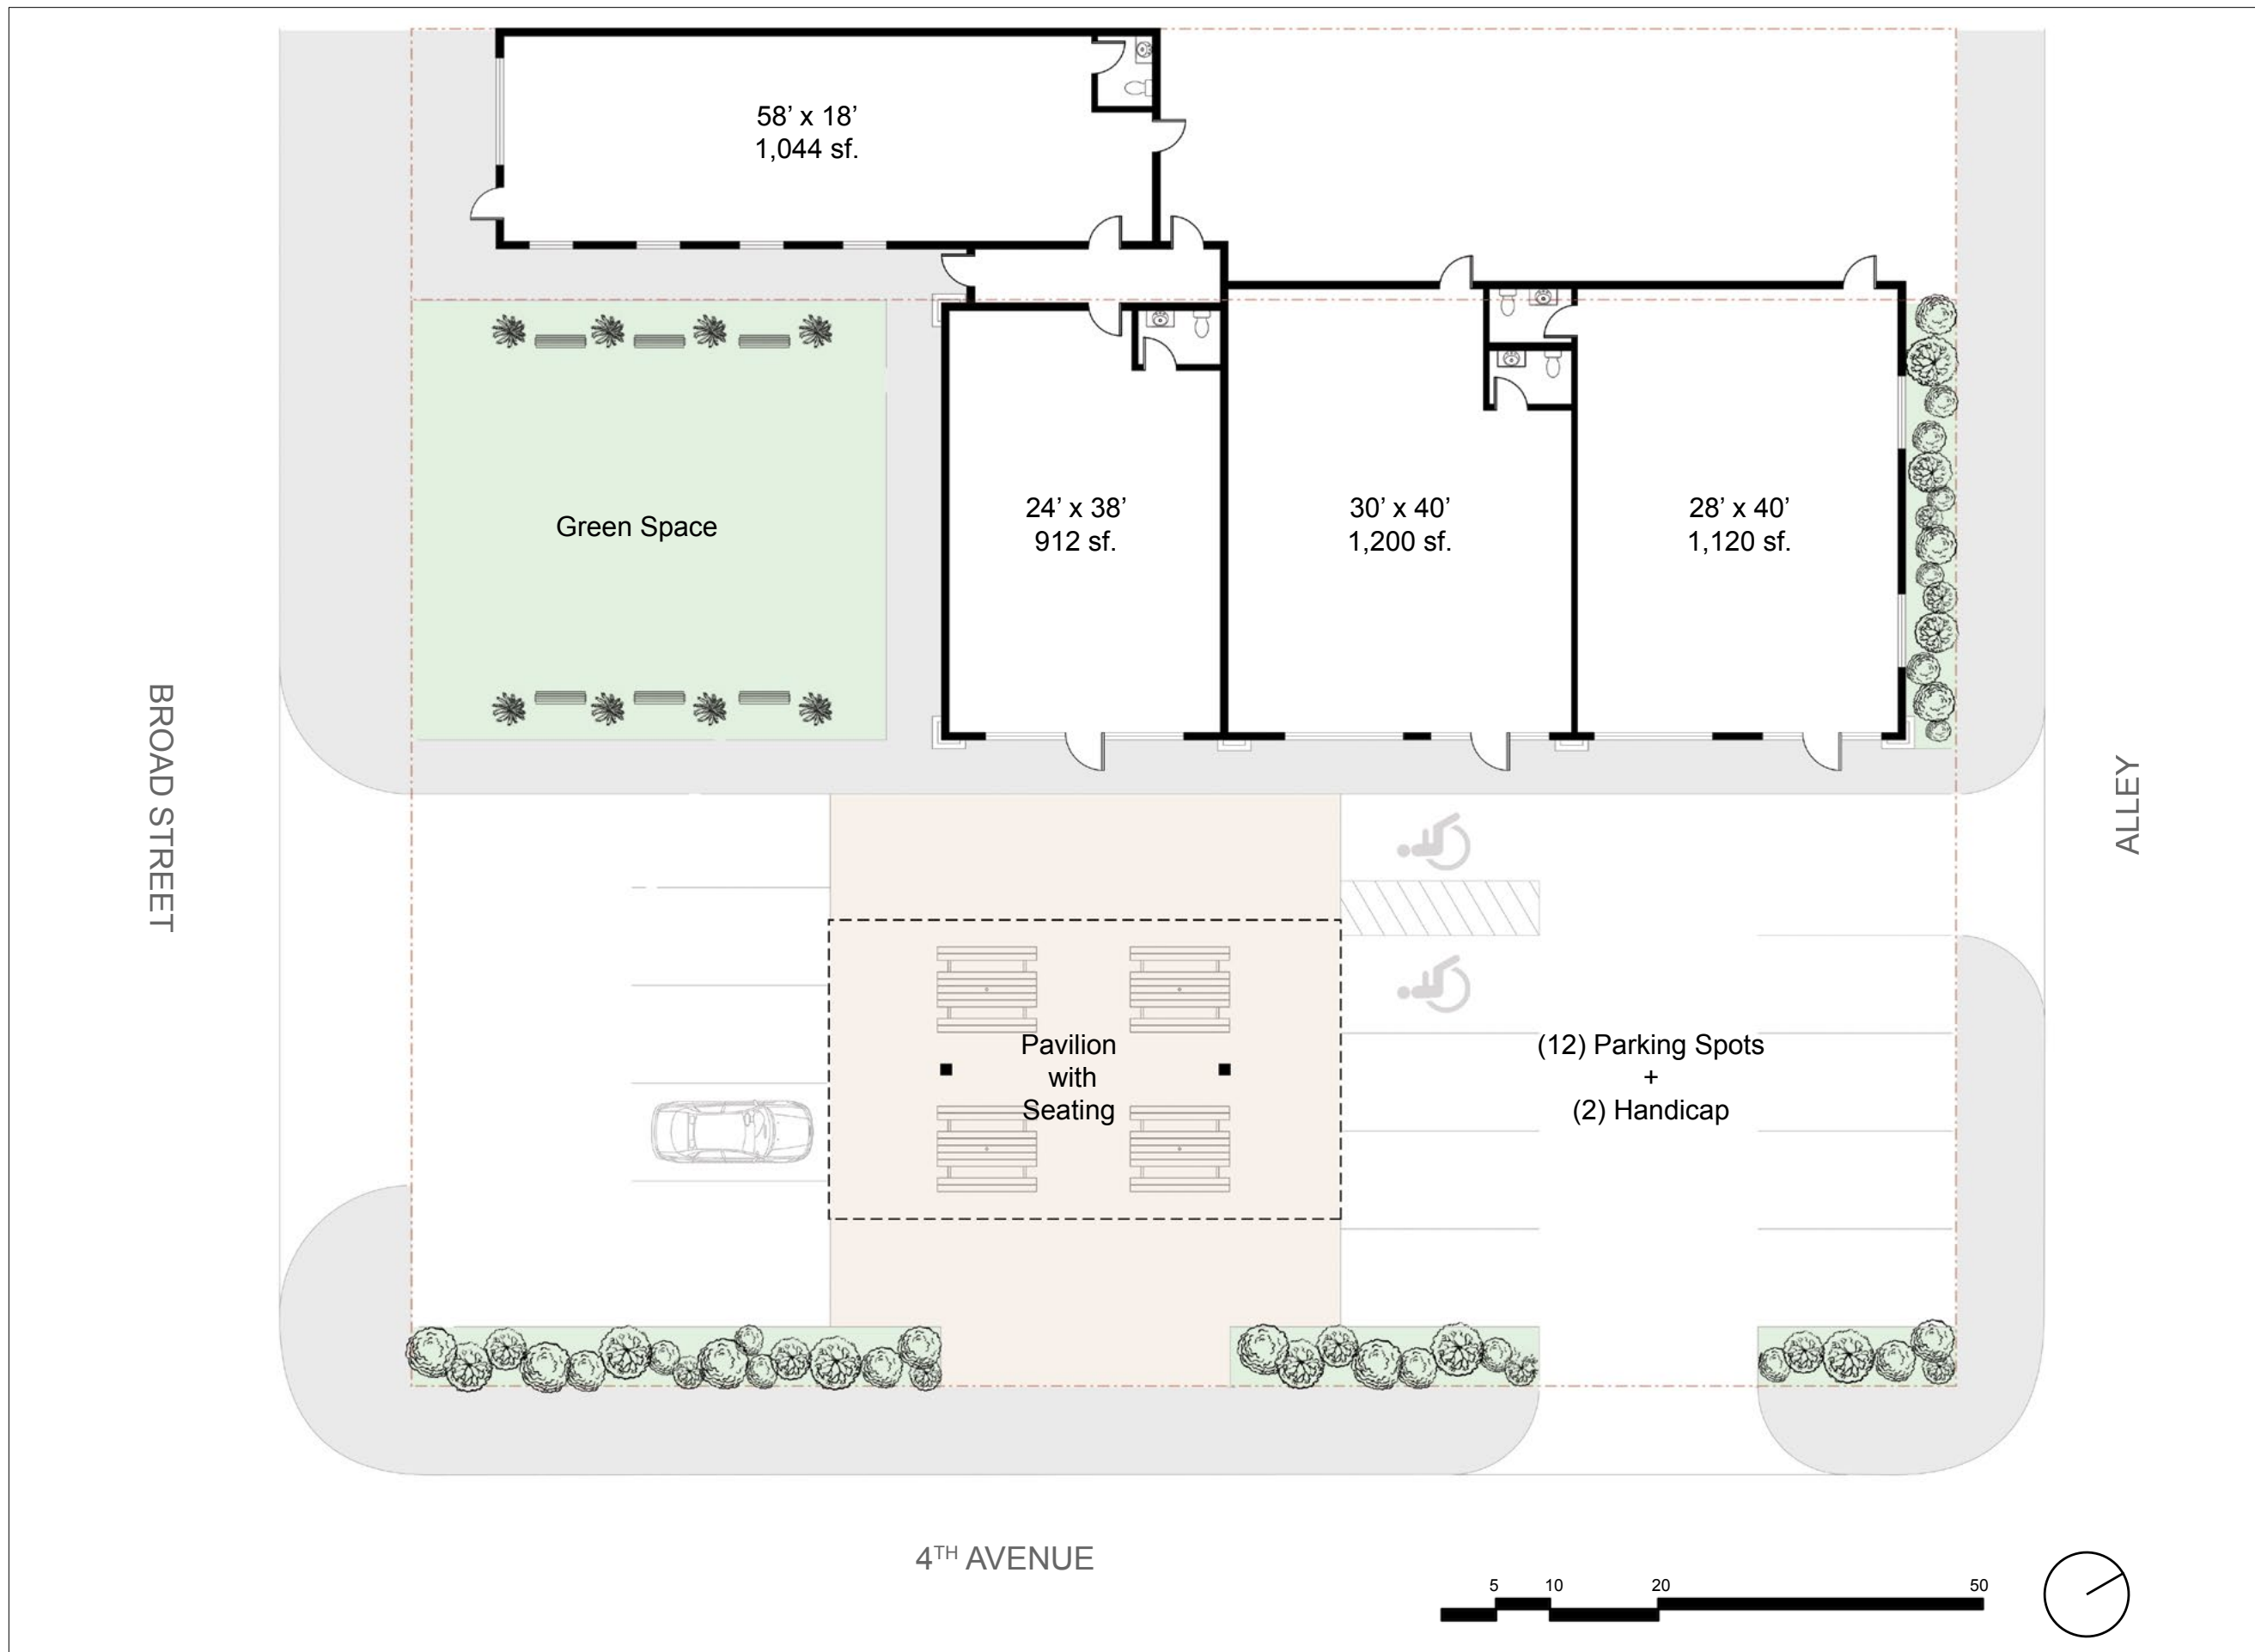 58’ x 18’
1,044 sf.
Green Space
24’ x 38’
912 sf.
30’ x 40’
1,200 sf.
28’ x 40’
1,120 sf.
BROAD STREET
ALLEY
Pavilion
with
Seating
(12) Parking Spots
+
(2) Handicap
4TH AVENUE
5 10 20 50